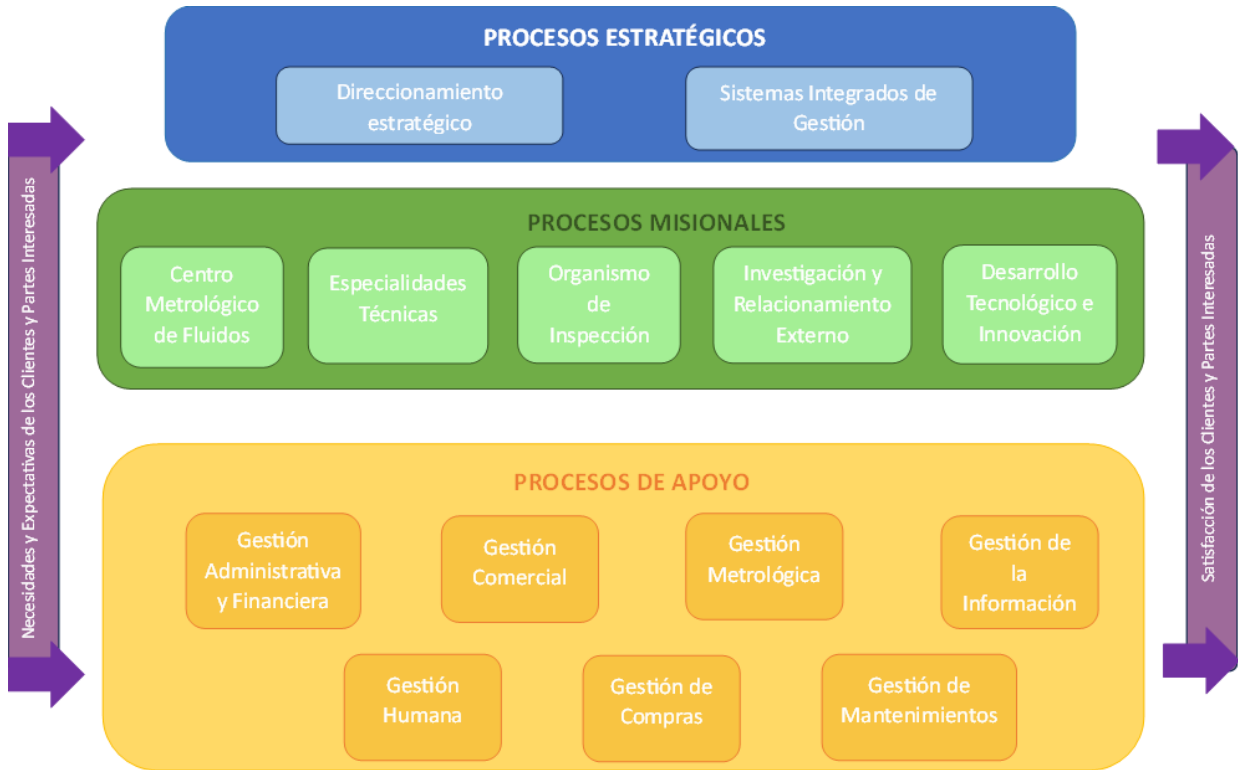 PROCESOS ESTRATÉGICOS
Direccionamiento
estratégico
Sistemas Integrados de
Gestión
Necesidades y Expectativas de los Clientes y Partes Interesadas
PROCESOS MISIONALES
Centro
Metrológico
de Fluidos
Especialidades
Técnicas
Organismo
de
Inspección
Investigación y
Relacionamiento
Externo
Desarrollo
Tecnológico e
Innovación
Satisfacción de los Clientes y Partes Interesadas
PROCESOS DE APOYO
Gestión
Administrativa
y Financiera
Gestión
Comercial
Gestión
Metrológica
Gestión de
la
Información
Gestión
Humana
Gestión de
Compras
Gestión de
Mantenimientos